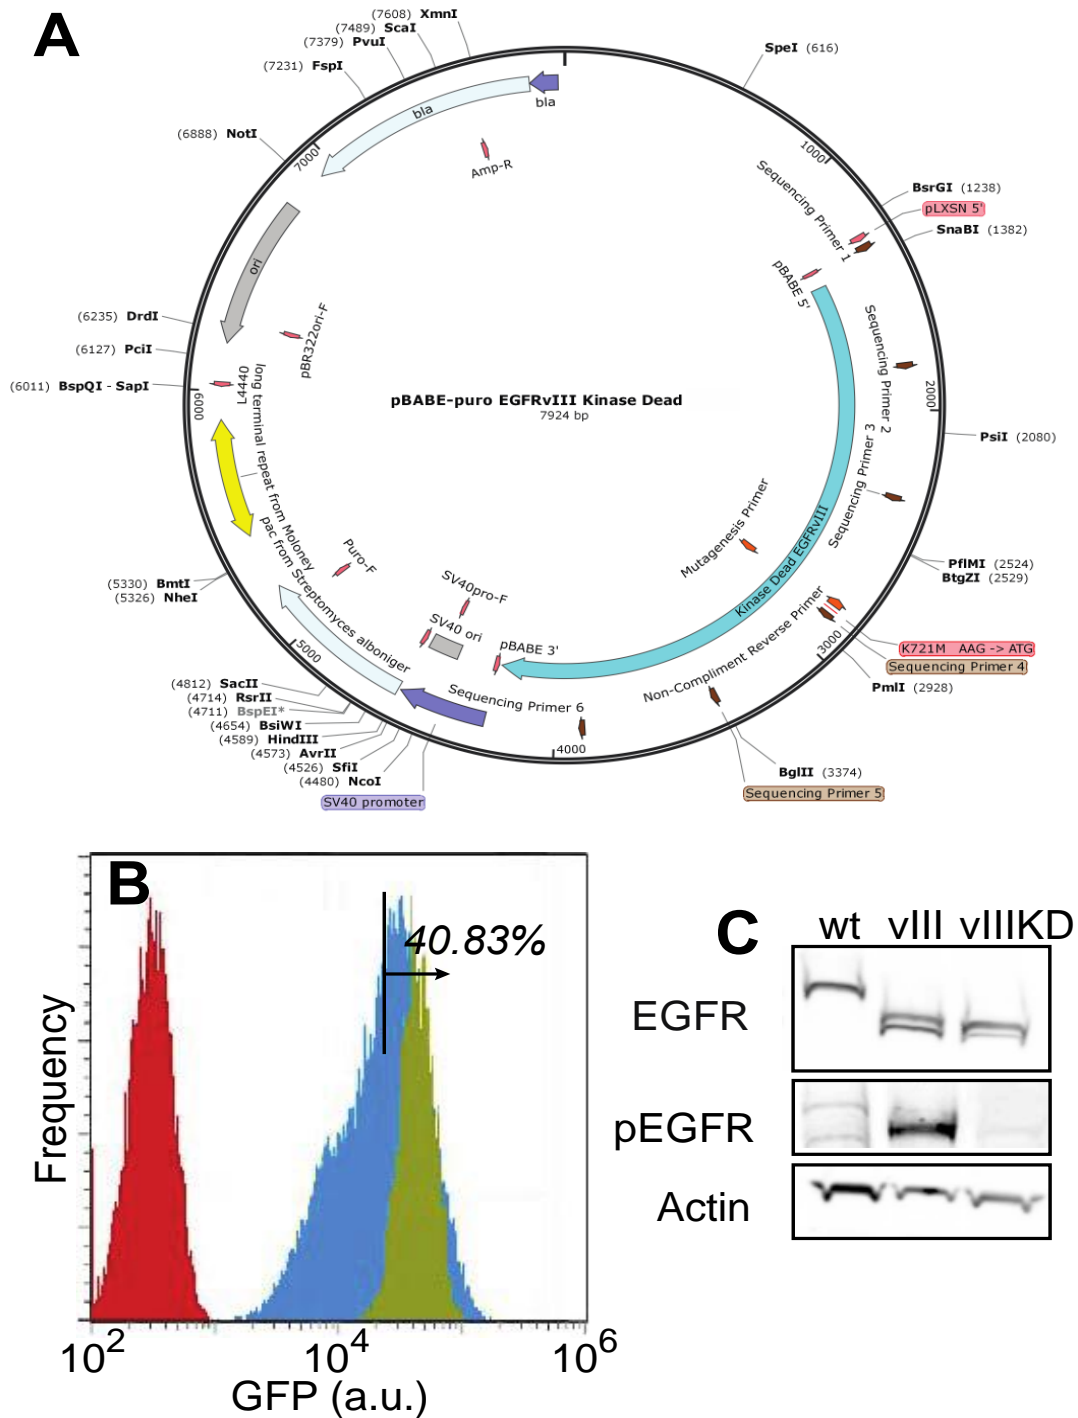 A
(7608) XmnI
(7489) ScaI
(7379) PvuI
(7231) FspI
(6888) NotI
SpeI (616)
bla
bla
Amp-R
7000
1000
Sequencing Primer 1
BsrGI (1238)
pLXSN 5'
SnaBI (1382)
pBABE 5'
ori
pBR322ori-F
(6235) DrdI
(6127) PciI
(6011) BspQI - SapI
L4440
6000
long terminal repeat from Moloney
pBABE-puro EGFRvIII Kinase Dead
7924 bp
Sequencing Primer 2
2000
PsiI (2080)
Sequencing Primer 3
Mutagenesis Primer
Kinase Dead EGFRvIII
PflMI (2524)
BtgZI (2529)
Non-Compliment Reverse Primer
K721M AAG -> ATG
Sequencing Primer 4
3000
PmlI (2928)
pac from Streptomyces alboniger
Puro-F
SV40pro-F
SV40 ori
pBABE 3'
(5330) BmtI
(5326) NheI
5000
(4812) SacII
(4714) RsrII
(4711) BspEI*
(4654) BsiWI
(4589) HindIII
(4573) AvrII
(4526) SfiI
(4480) NcoI
SV40 promoter
Sequencing Primer 6
4000
BglII (3374)
Sequencing Primer 5
B
40.83%
Frequency
10²
10⁴
10⁶
GFP (a.u.)
C
wt vIII vIIIKD
EGFR
pEGFR
Actin